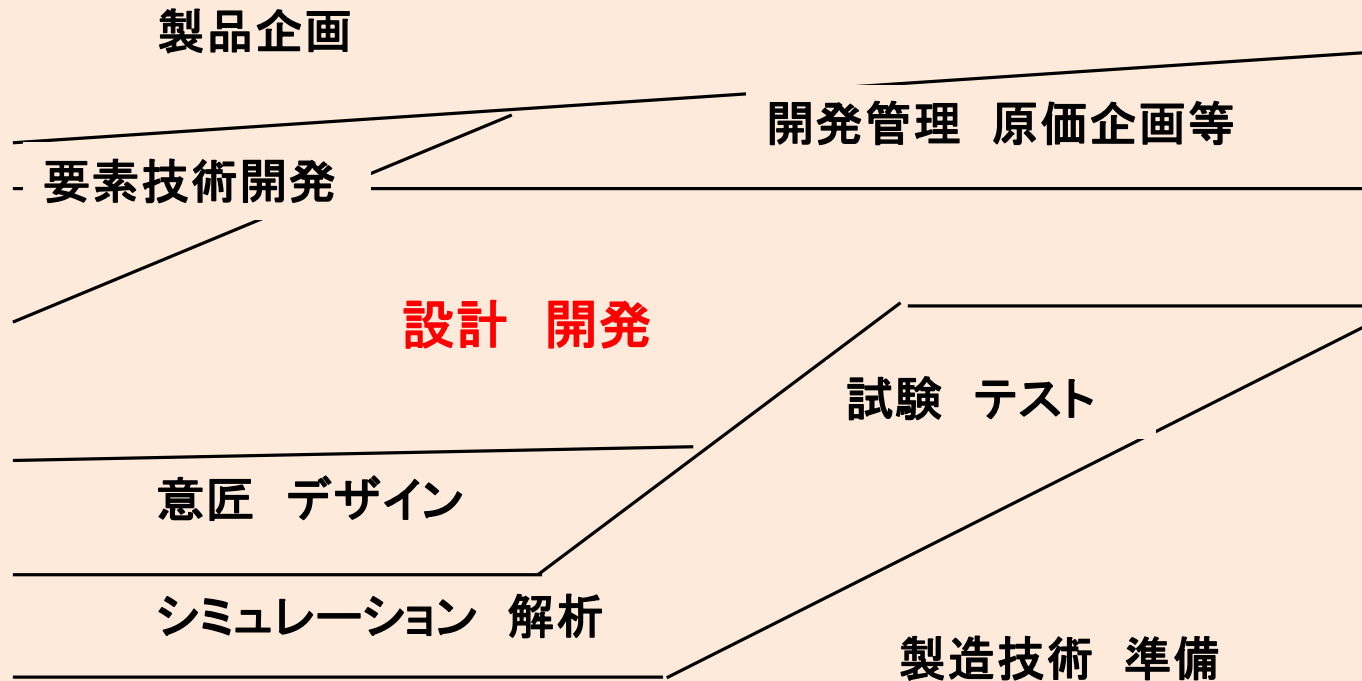 製品企画
開発管理 原価企画等
要素技術開発
設計 開発
試験 テスト
意匠 デザイン
シミュレーション 解析
製造技術 準備